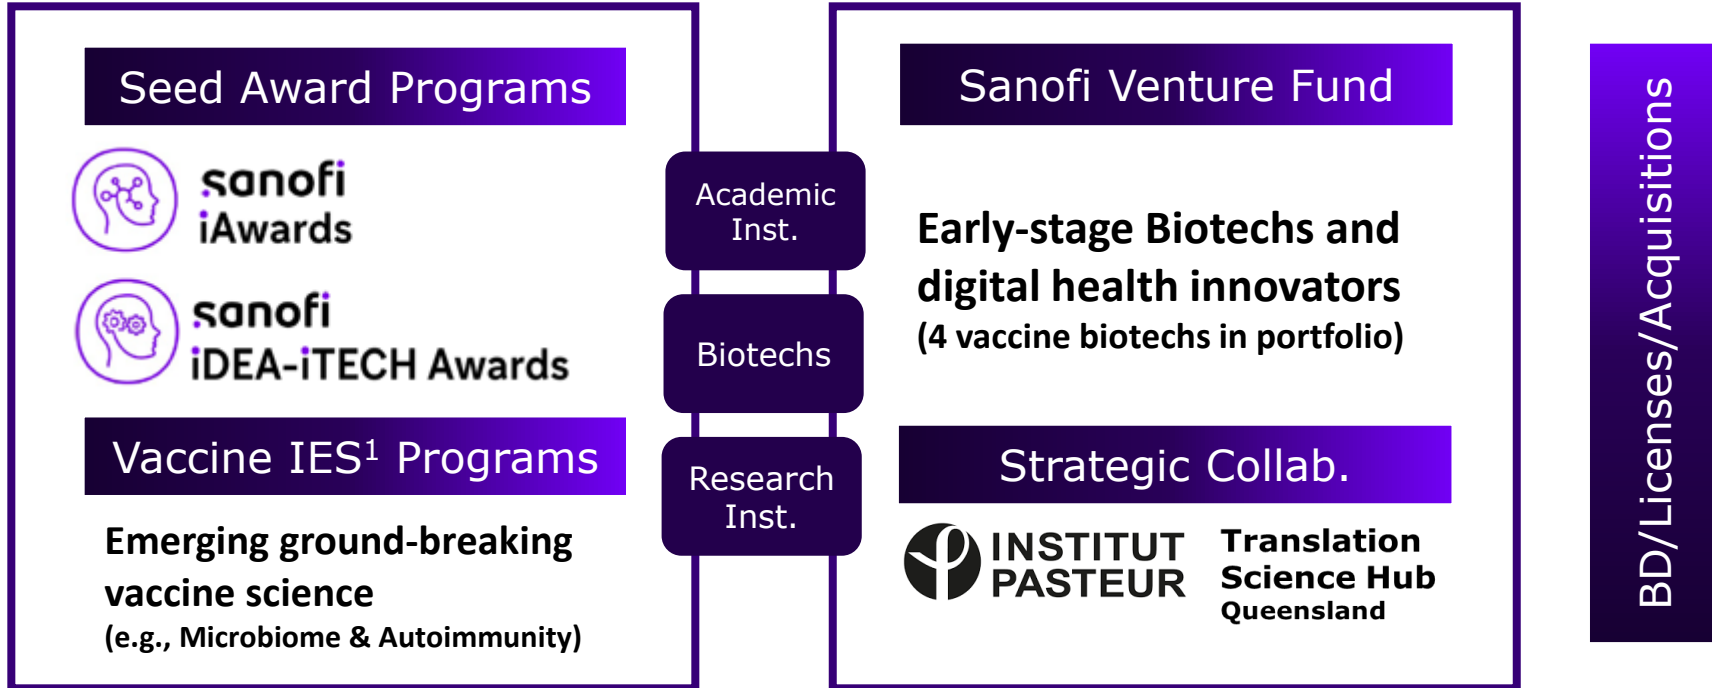 Seed Award Programs
sanofi
iAwards
sanofi
iDEA-iTECH Awards
Vaccine IES¹ Programs
Emerging ground-breaking
vaccine science
(e.g., Microbiome & Autoimmunity)
Academic
Inst.
Biotechs
Research
Inst.
Sanofi Venture Fund
Early-stage Biotechs and
digital health innovators
(4 vaccine biotechs in portfolio)
Strategic Collab.
INSTITUT
PASTEUR
Translation
Science Hub
Queensland
BD/Licenses/Acquisitions